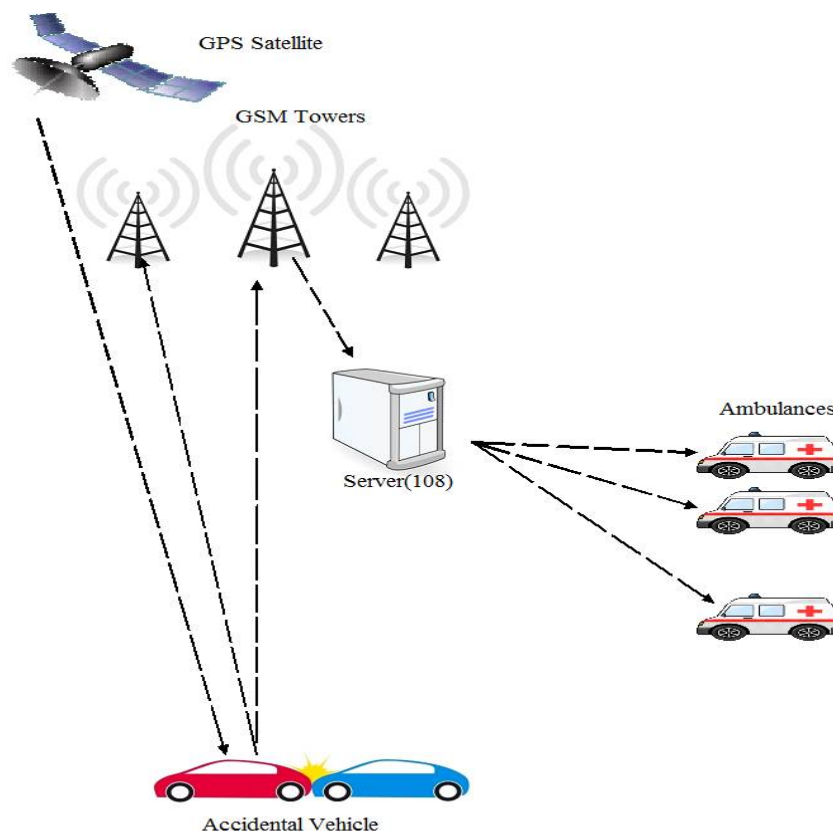 GPS Satellite
GSM Towers
Ambulances
Server(108)
Accidental Vehicle